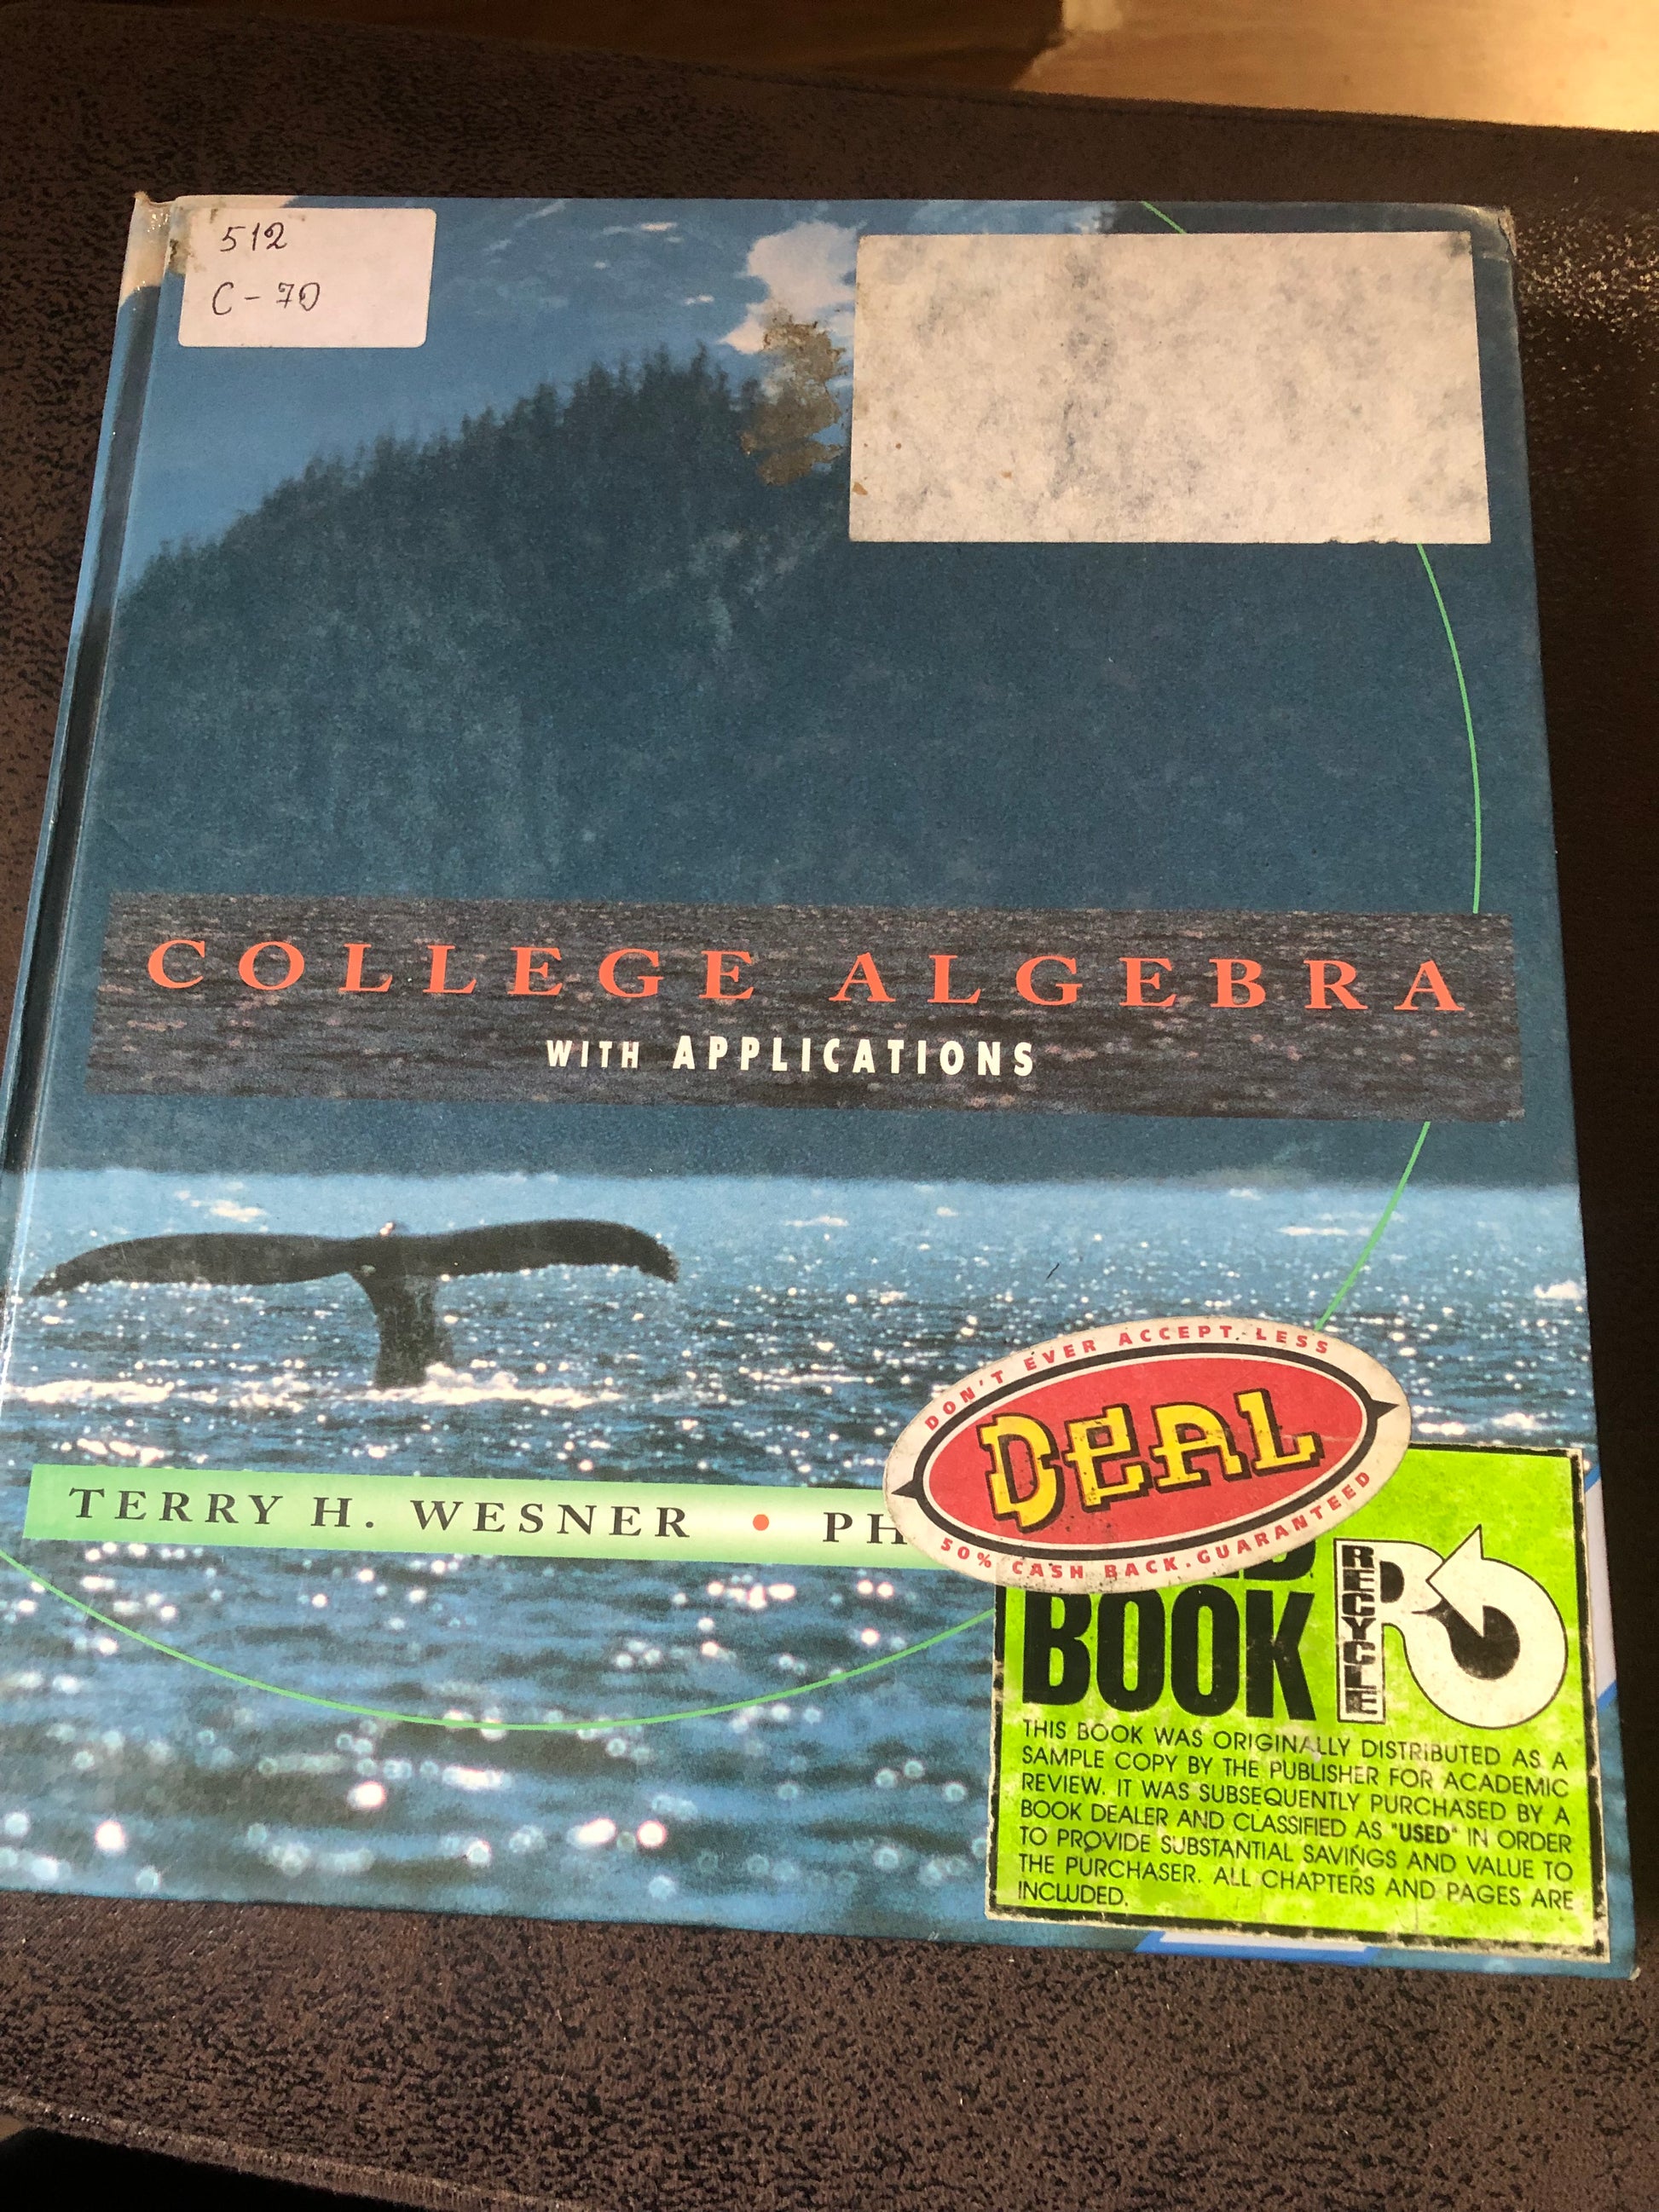 512
C-70
COLLEGE ALGEBRA
WITH APPLICATIONS
TERRY H. WESNER • PH
DON'T EVER ACCEPT LESS
DEAL
50% CASH BACK GUARANTEED
BOOK
RECYCLE
THIS BOOK WAS ORIGINALLY DISTRIBUTED AS A
SAMPLE COPY BY THE PUBLISHER FOR ACADEMIC
REVIEW. IT WAS SUBSEQUENTLY PURCHASED BY A
BOOK DEALER AND CLASSIFIED AS "USED" IN ORDER
TO PROVIDE SUBSTANTIAL SAVINGS AND VALUE TO
THE PURCHASER. ALL CHAPTERS AND PAGES ARE
INCLUDED.